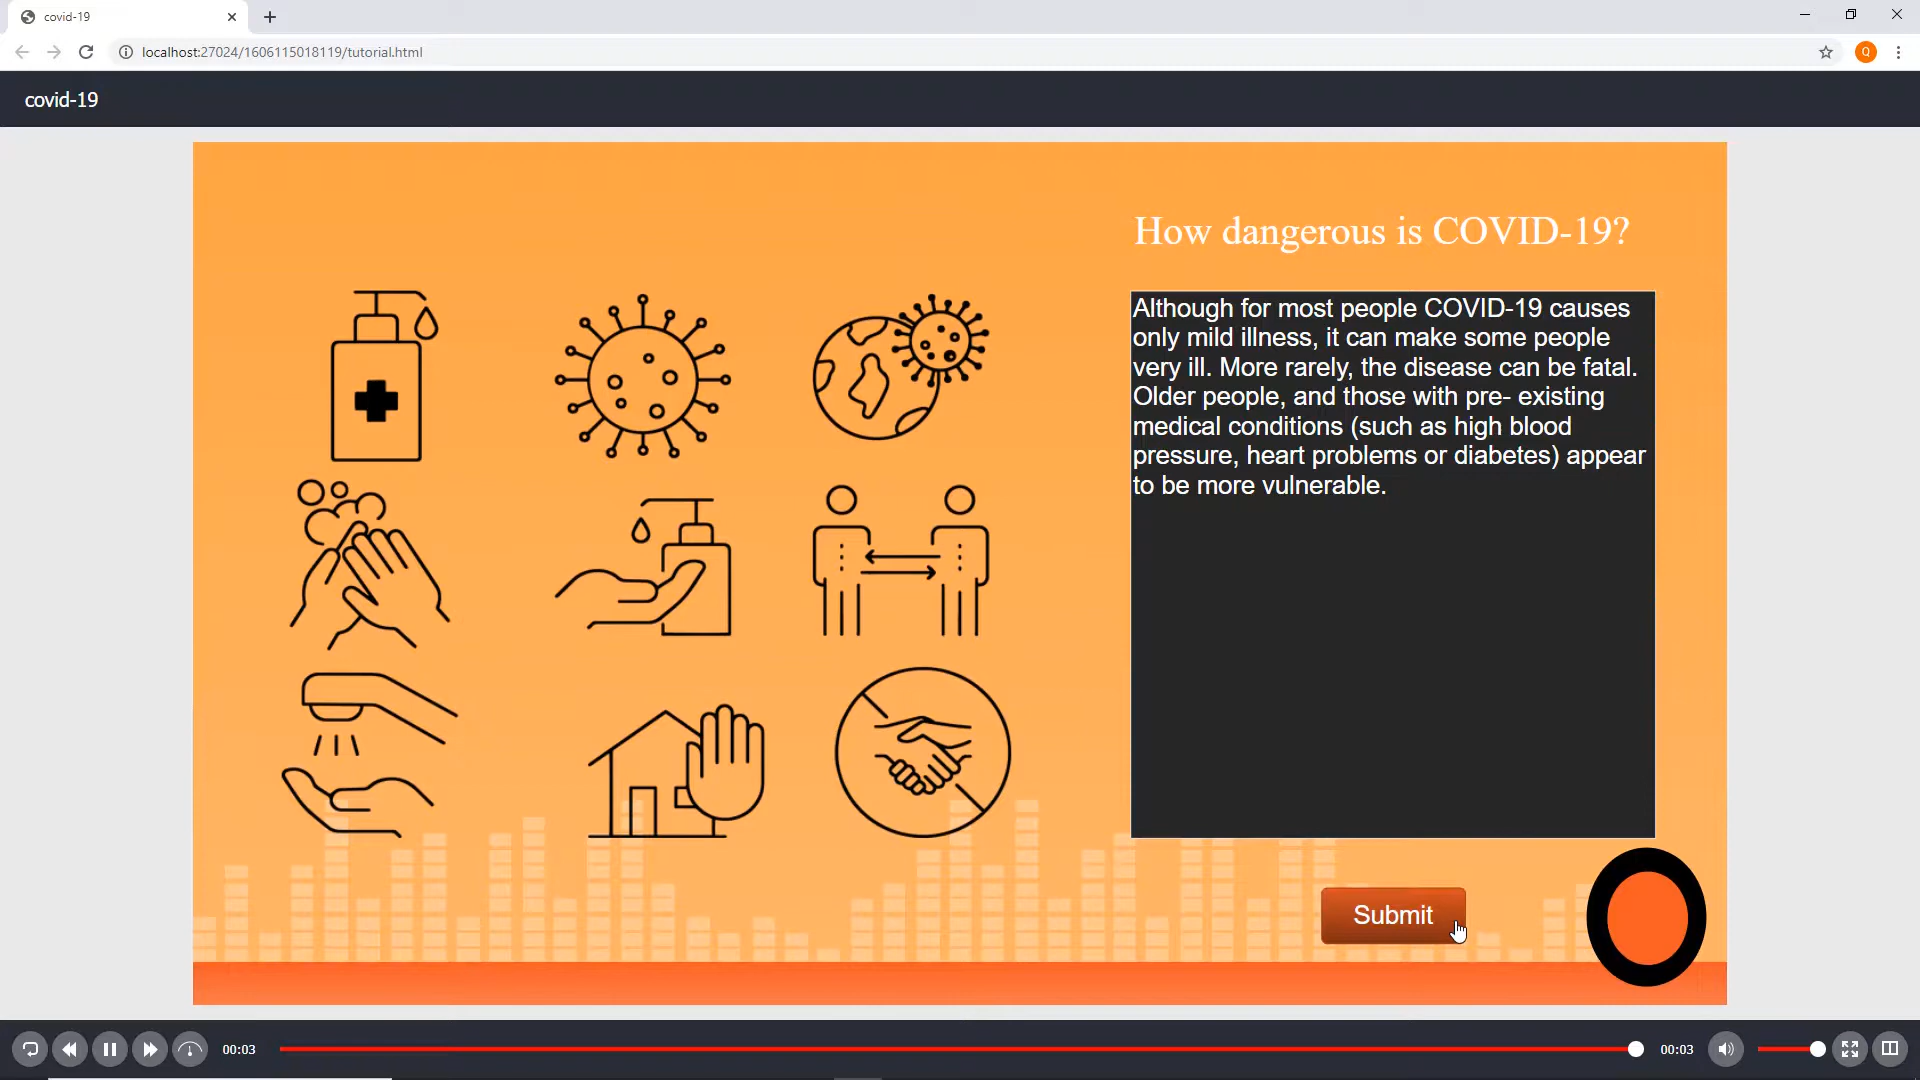 covid-19
localhost:27024/1606115018119/tutorial.html
Q
covid-19
How dangerous is COVID-19?
Although for most people COVID-19 causes
only mild illness, it can make some people
very ill. More rarely, the disease can be fatal.
Older people, and those with pre- existing
medical conditions (such as high blood
pressure, heart problems or diabetes) appear
to be more vulnerable.
Submit
00:03
00:03